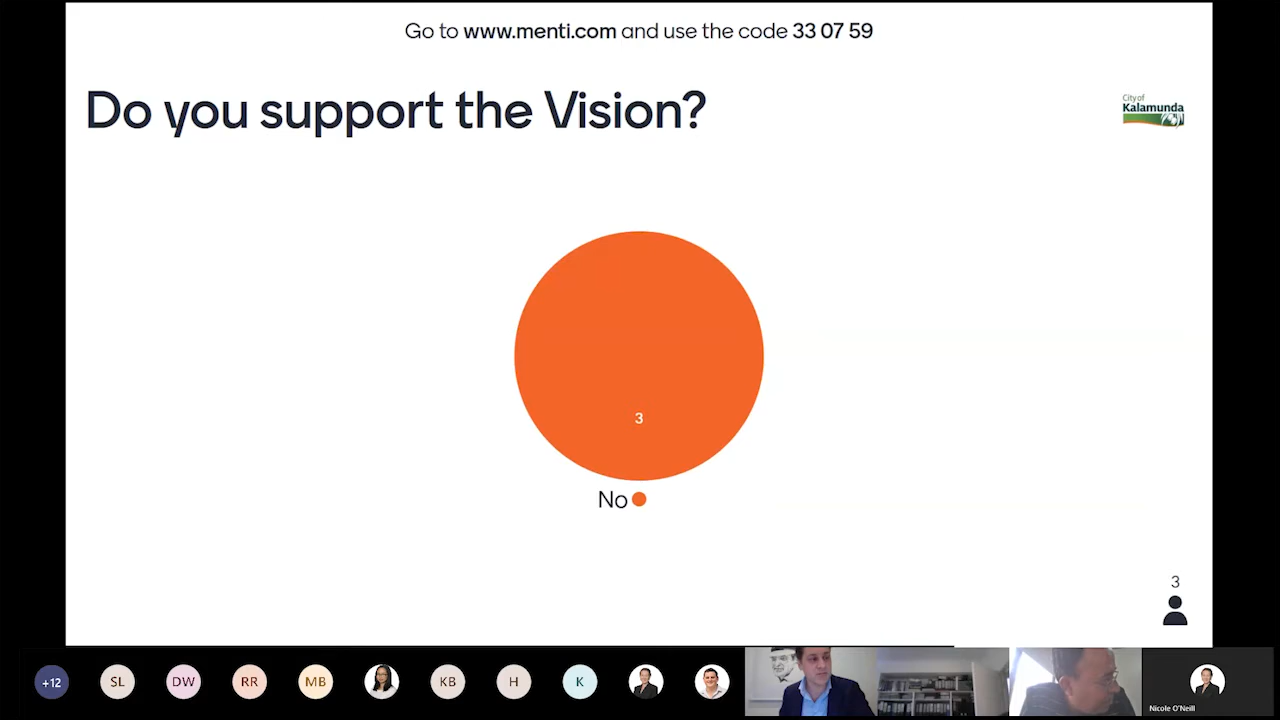 Go to www.menti.com and use the code 33 07 59
Do you support the Vision?
City of
Kalamunda
3
No
3
+12
SL
DW
RR
MB
KB
H
K
Nicole O'Neill